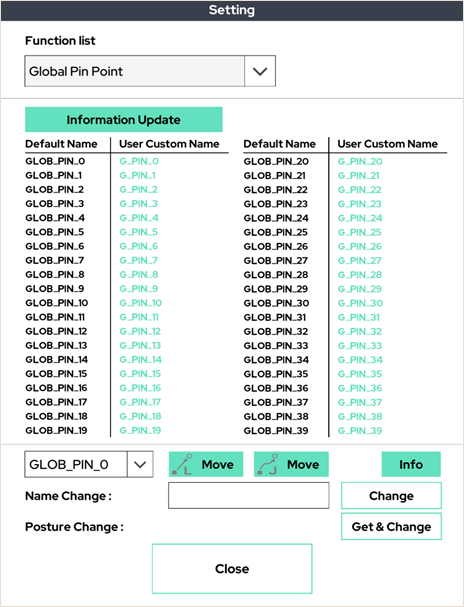 Setting
Function list
Global Pin Point
Information Update
Default Name User Custom Name Default Name User Custom Name
GLOB_PIN_0 G_PIN_0 GLOB_PIN_20 G_PIN_20
GLOB_PIN_1 G_PIN_1 GLOB_PIN_21 G_PIN_21
GLOB_PIN_2 G_PIN_2 GLOB_PIN_22 G_PIN_22
GLOB_PIN_3 G_PIN_3 GLOB_PIN_23 G_PIN_23
GLOB_PIN_4 G_PIN_4 GLOB_PIN_24 G_PIN_24
GLOB_PIN_5 G_PIN_5 GLOB_PIN_25 G_PIN_25
GLOB_PIN_6 G_PIN_6 GLOB_PIN_26 G_PIN_26
GLOB_PIN_7 G_PIN_7 GLOB_PIN_27 G_PIN_27
GLOB_PIN_8 G_PIN_8 GLOB_PIN_28 G_PIN_28
GLOB_PIN_9 G_PIN_9 GLOB_PIN_29 G_PIN_29
GLOB_PIN_10 G_PIN_10 GLOB_PIN_30 G_PIN_30
GLOB_PIN_11 G_PIN_11 GLOB_PIN_31 G_PIN_31
GLOB_PIN_12 G_PIN_12 GLOB_PIN_32 G_PIN_32
GLOB_PIN_13 G_PIN_13 GLOB_PIN_33 G_PIN_33
GLOB_PIN_14 G_PIN_14 GLOB_PIN_34 G_PIN_34
GLOB_PIN_15 G_PIN_15 GLOB_PIN_35 G_PIN_35
GLOB_PIN_16 G_PIN_16 GLOB_PIN_36 G_PIN_36
GLOB_PIN_17 G_PIN_17 GLOB_PIN_37 G_PIN_37
GLOB_PIN_18 G_PIN_18 GLOB_PIN_38 G_PIN_38
GLOB_PIN_19 G_PIN_19 GLOB_PIN_39 G_PIN_39
GLOB_PIN_0 L Move J Move Info
Name Change : Change
Posture Change : Get & Change
Close